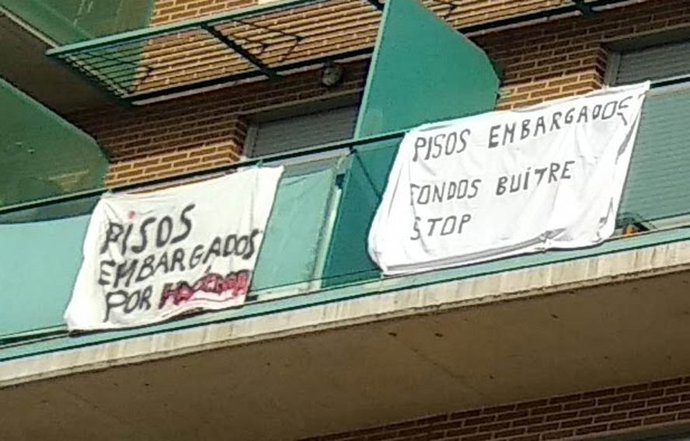 PISOS
EMBARGADOS
POR
PISOS EMBARGADOS
FONDOS BUITRE
STOP